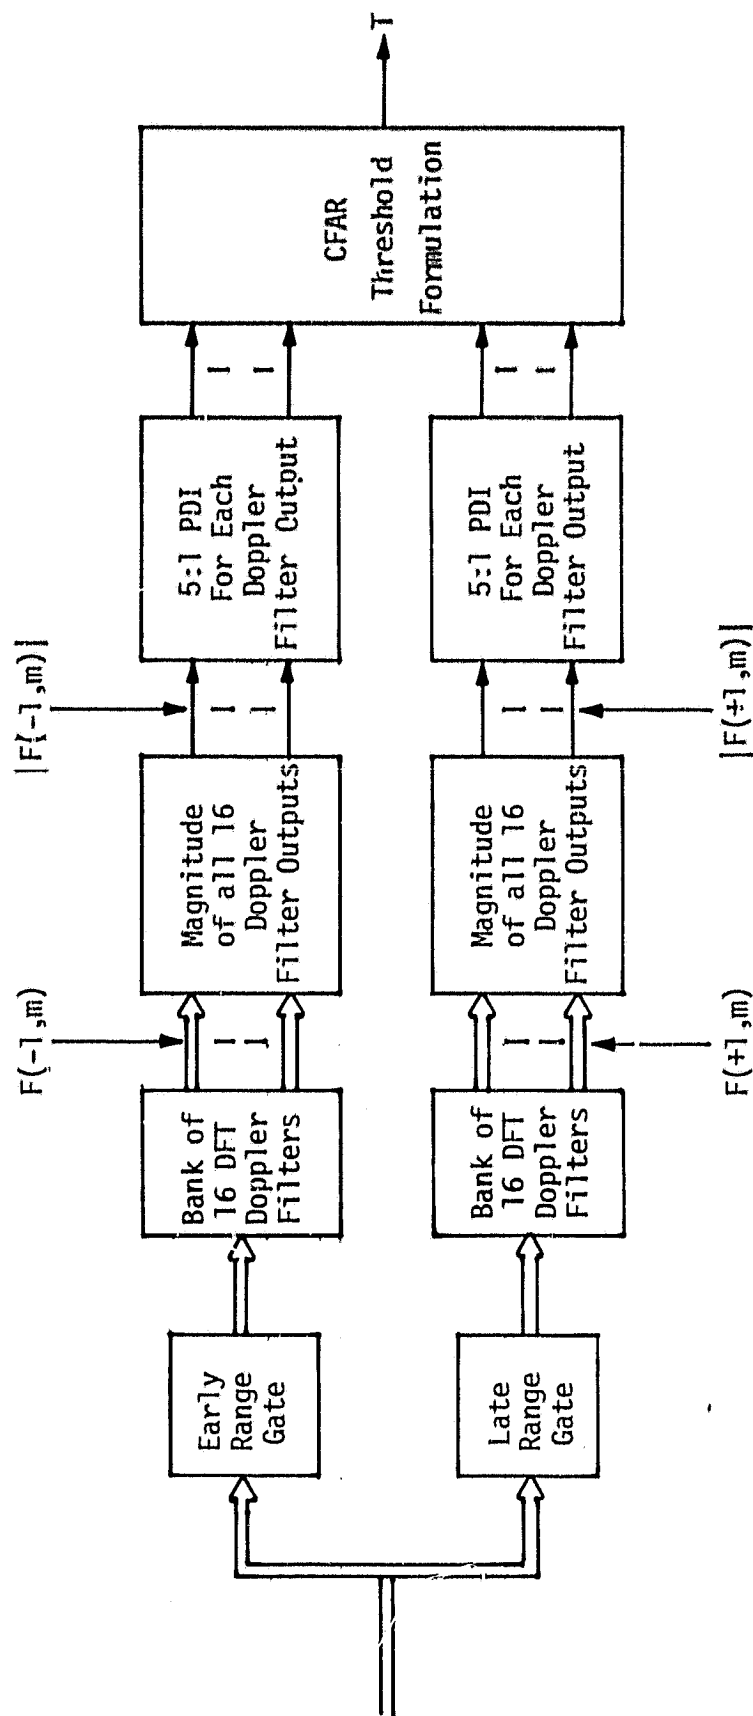 Early
Range
Gate
Bank of
16 DFT
Doppler
Filters
F(-1,m)
Magnitude
of all 16
Doppler
Filter Outputs
|F(-1,m)|
5:1 PDI
For Each
Doppler
Filter Output
CFAR
Threshold
Formulation
T
Late
Range
Gate
Bank of
16 DFT
Doppler
Filters
F(+1,m)
Magnitude
of all 16
Doppler
Filter Outputs
|F(+1,m)|
5:1 PDI
For Each
Doppler
Filter Output